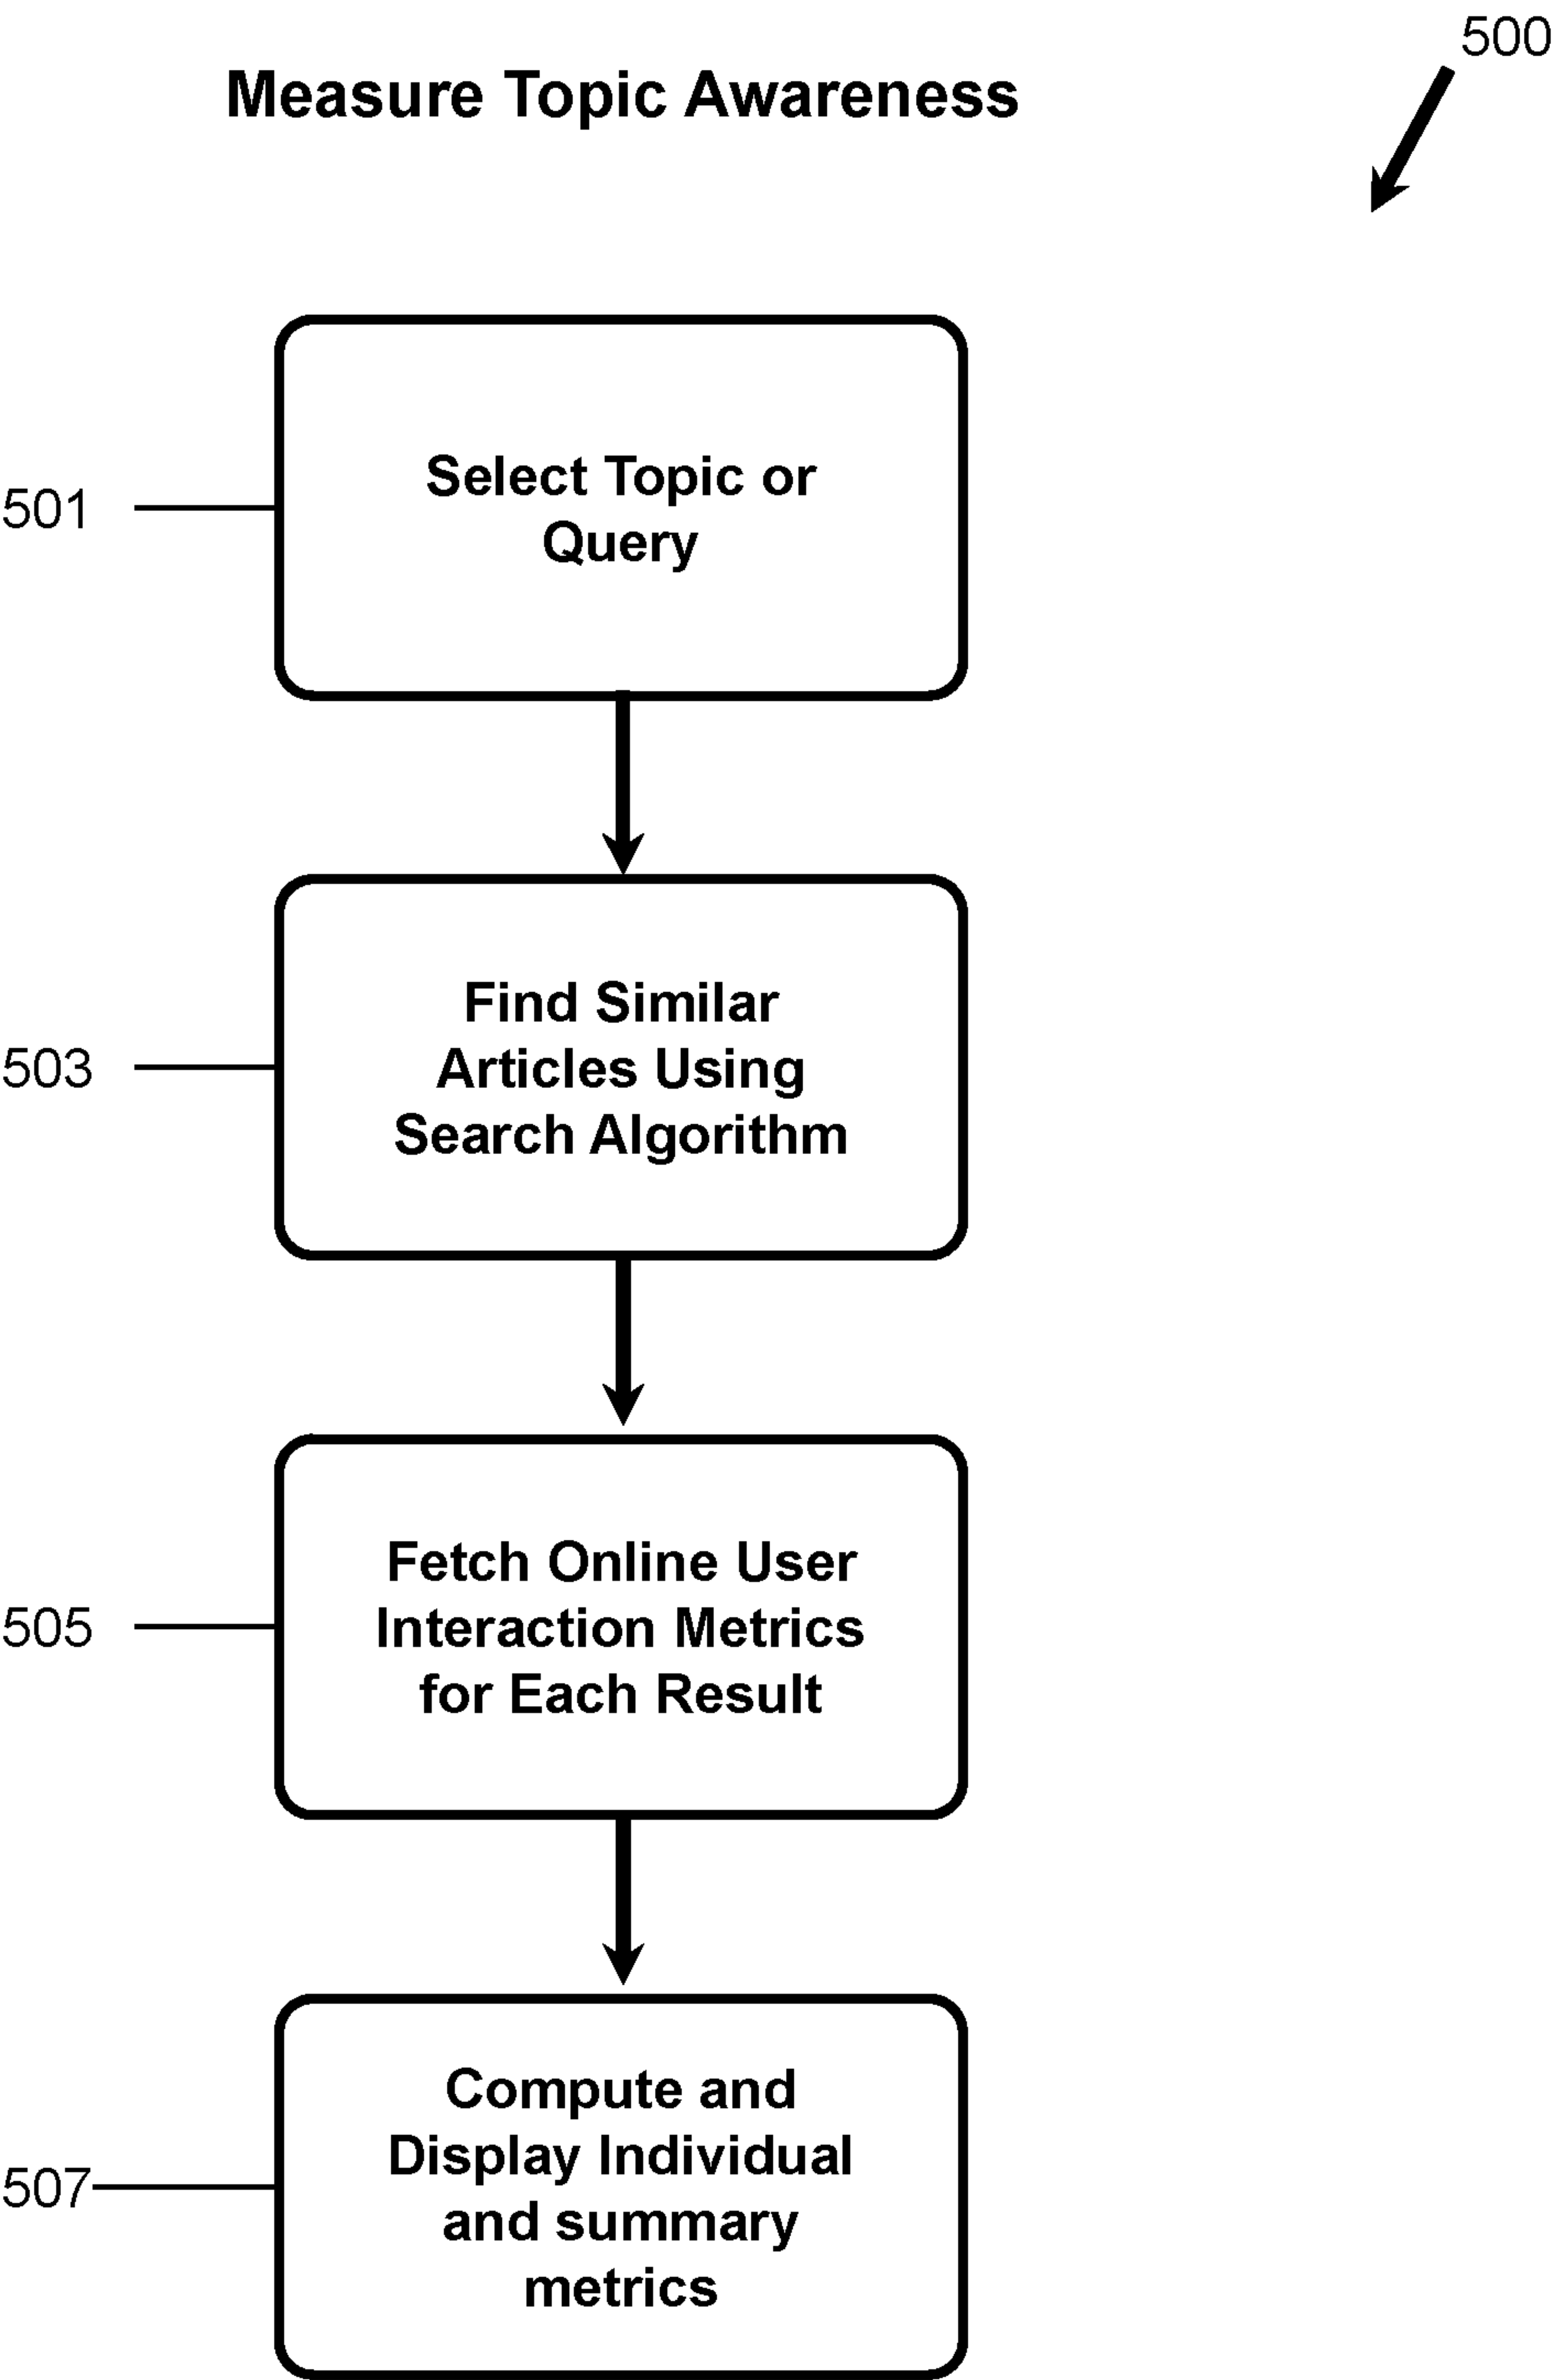 500
Measure Topic Awareness
501
Select Topic or
Query
503
Find Similar
Articles Using
Search Algorithm
505
Fetch Online User
Interaction Metrics
for Each Result
507
Compute and
Display Individual
and summary
metrics